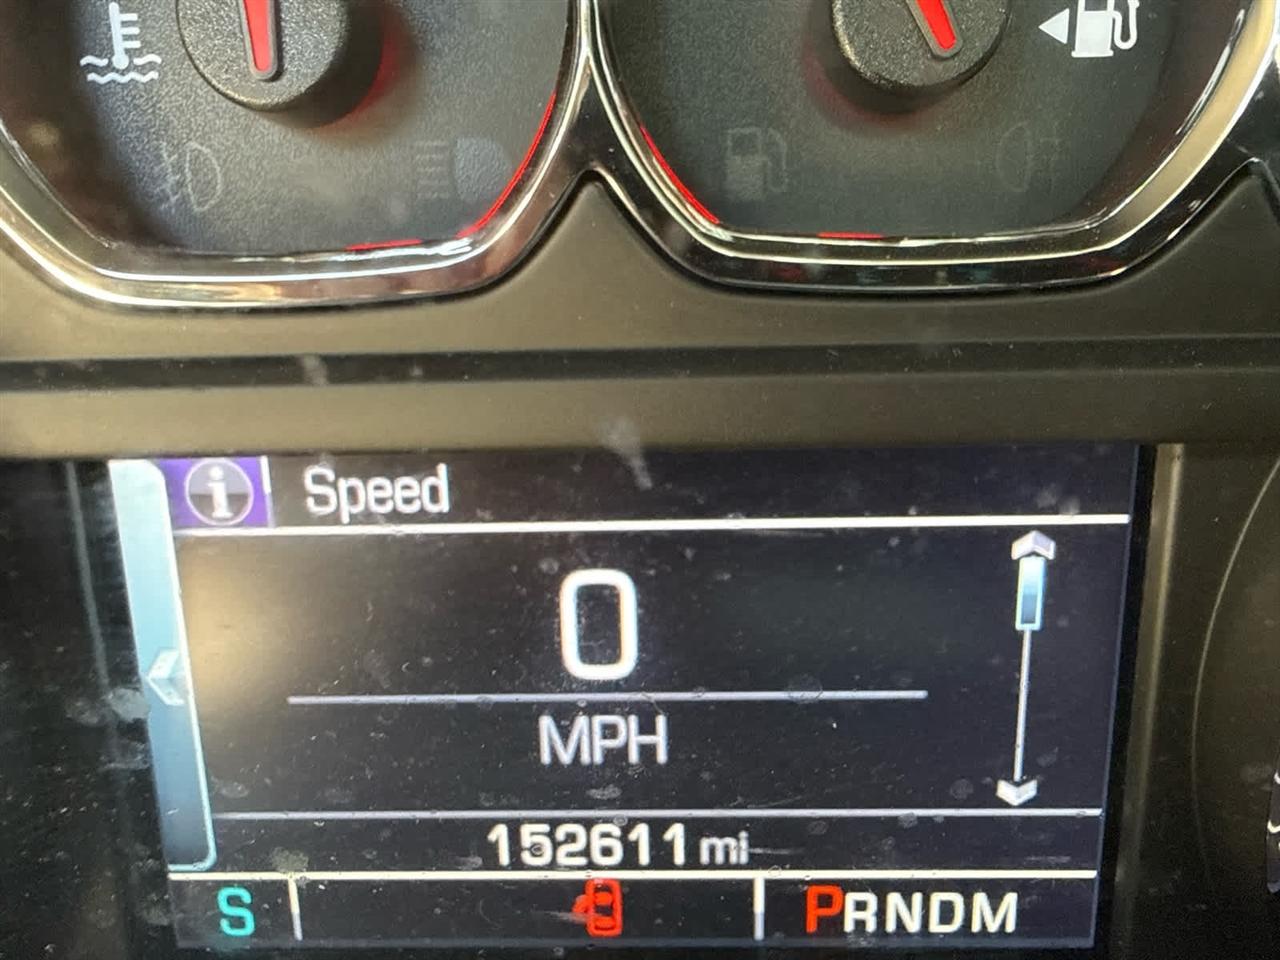 Speed
0
MPH
152611 mi
S
PRNDM